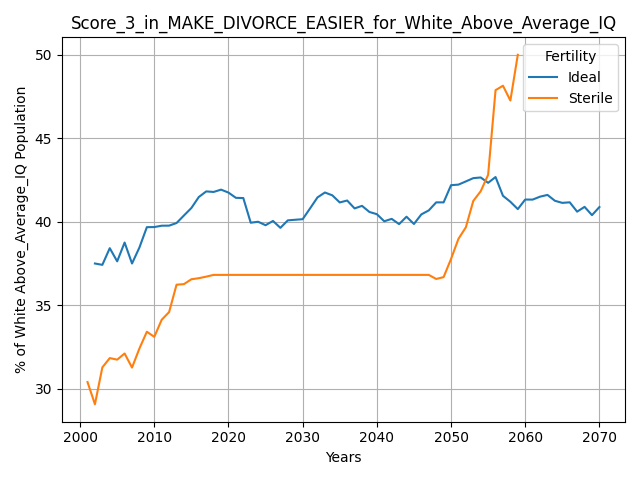 Score_3_in_MAKE_DIVORCE_EASIER_for_White_Above_Average_IQ
Fertility
Ideal
Sterile
% of White Above_Average_IQ Population
50
45
40
35
30
2000 2010 2020 2030 2040 2050 2060 2070
Years